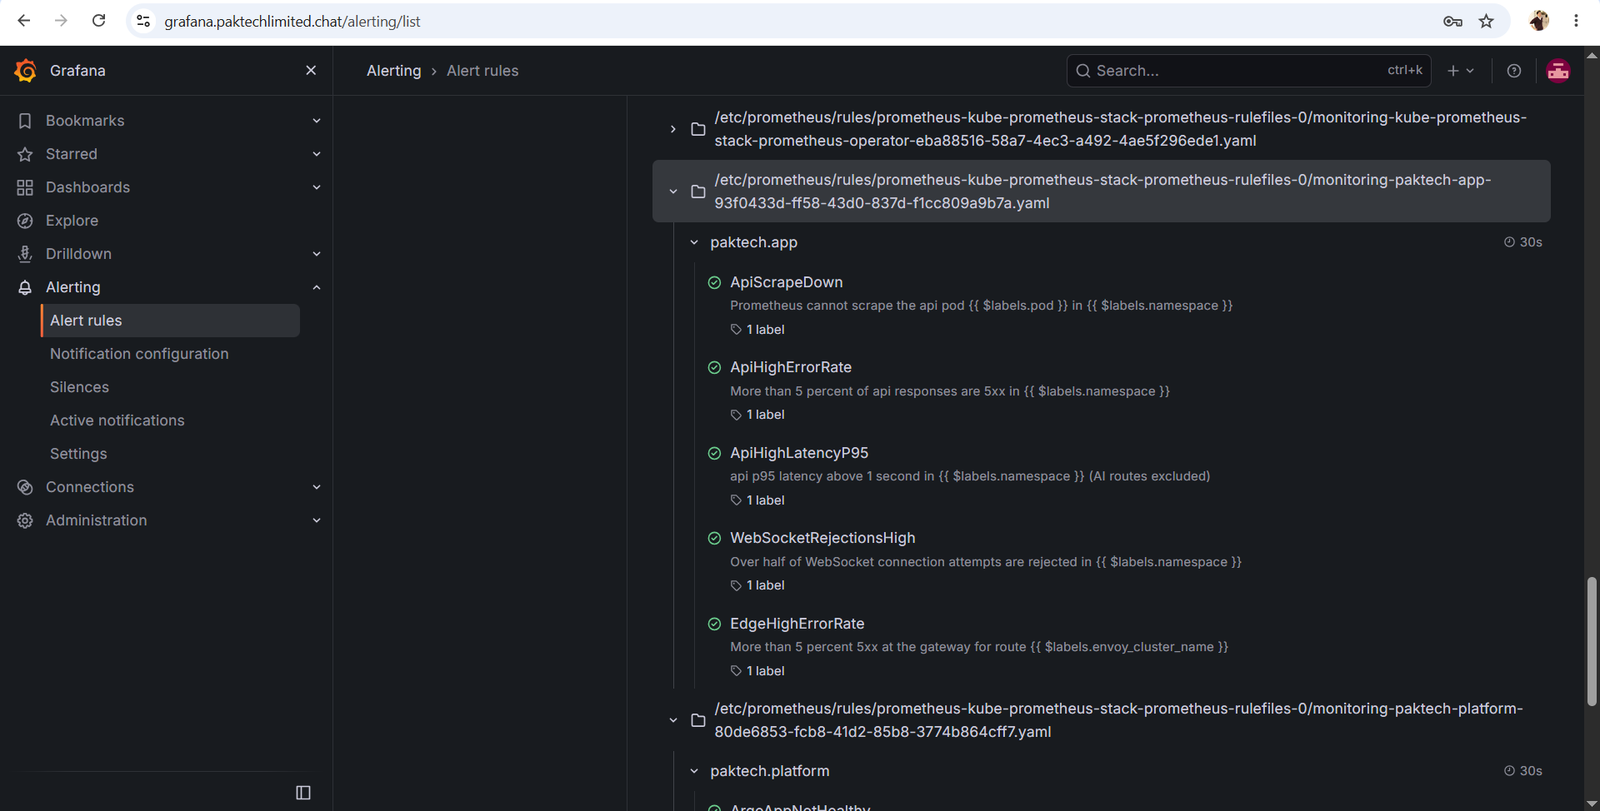 grafana.paktechlimited.chat/alerting/list
Grafana
Alerting › Alert rules
Search...
ctrl+k
Bookmarks
Starred
Dashboards
Explore
Drilldown
Alerting
Alert rules
Notification configuration
Silences
Active notifications
Settings
Connections
Administration
/etc/prometheus/rules/prometheus-kube-prometheus-stack-prometheus-rulefiles-0/monitoring-kube-prometheus-
stack-prometheus-operator-eba88516-58a7-4ec3-a492-4ae5f296ede1.yaml
/etc/prometheus/rules/prometheus-kube-prometheus-stack-prometheus-rulefiles-0/monitoring-paktech-app-
93f0433d-ff58-43d0-837d-f1cc809a9b7a.yaml
paktech.app
30s
ApiScrapeDown
Prometheus cannot scrape the api pod {{ $labels.pod }} in {{ $labels.namespace }}
1 label
ApiHighErrorRate
More than 5 percent of api responses are 5xx in {{ $labels.namespace }}
1 label
ApiHighLatencyP95
api p95 latency above 1 second in {{ $labels.namespace }} (AI routes excluded)
1 label
WebSocketRejectionsHigh
Over half of WebSocket connection attempts are rejected in {{ $labels.namespace }}
1 label
EdgeHighErrorRate
More than 5 percent 5xx at the gateway for route {{ $labels.envoy_cluster_name }}
1 label
/etc/prometheus/rules/prometheus-kube-prometheus-stack-prometheus-rulefiles-0/monitoring-paktech-platform-
80de6853-fcb8-41d2-85b8-3774b864cff7.yaml
paktech.platform
30s
ArgoAppNotHealthy